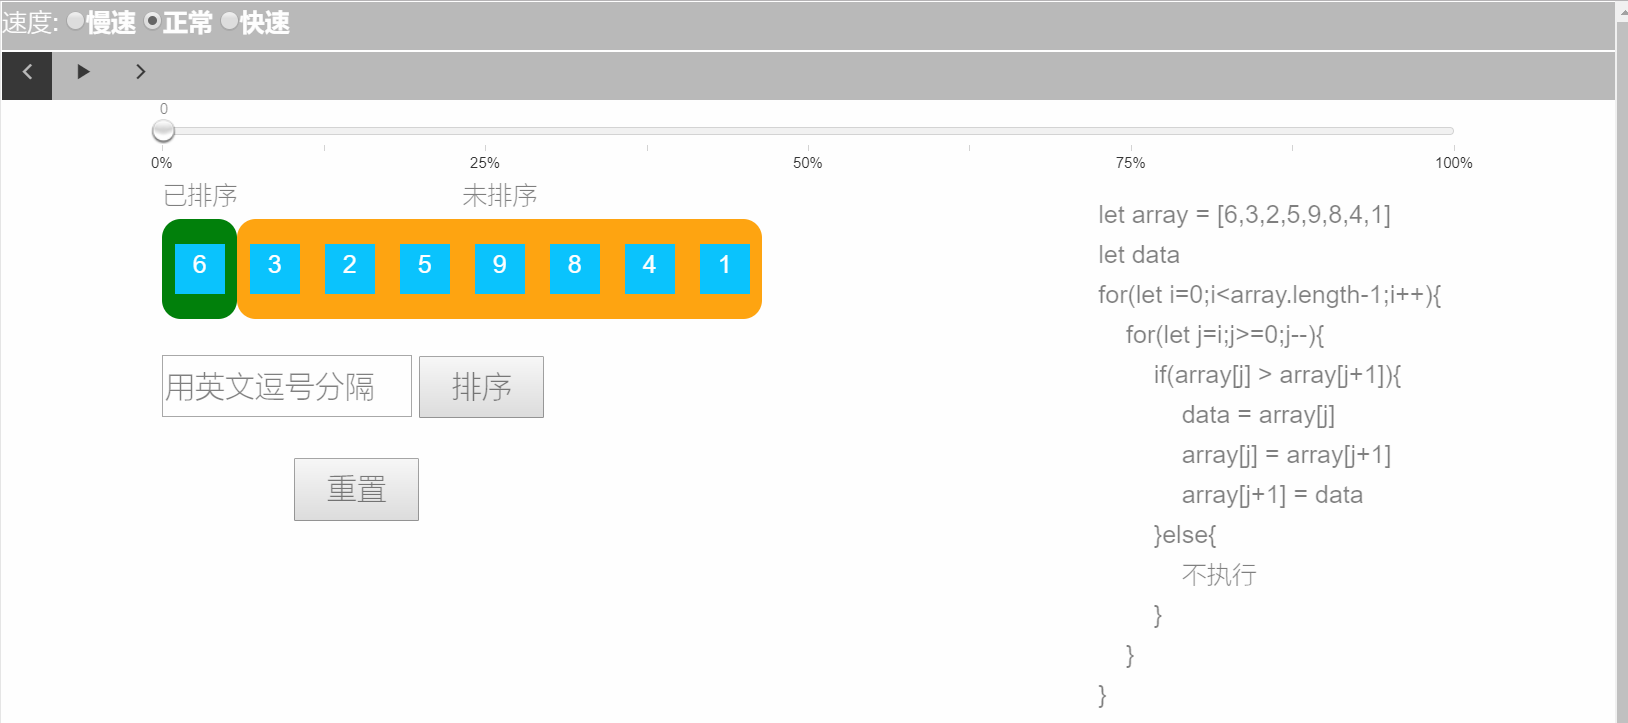 速度: 慢速 正常 快速
0
0% 25% 50% 75% 100%
已排序 未排序
6 3 2 5 9 8 4 1
用英文逗号分隔 排序
重置
let array = [6,3,2,5,9,8,4,1]
let data
for(let i=0;i<array.length-1;i++){
for(let j=i;j>=0;j--){
if(array[j] > array[j+1]){
data = array[j]
array[j] = array[j+1]
array[j+1] = data
}else{
不执行
}
}
}